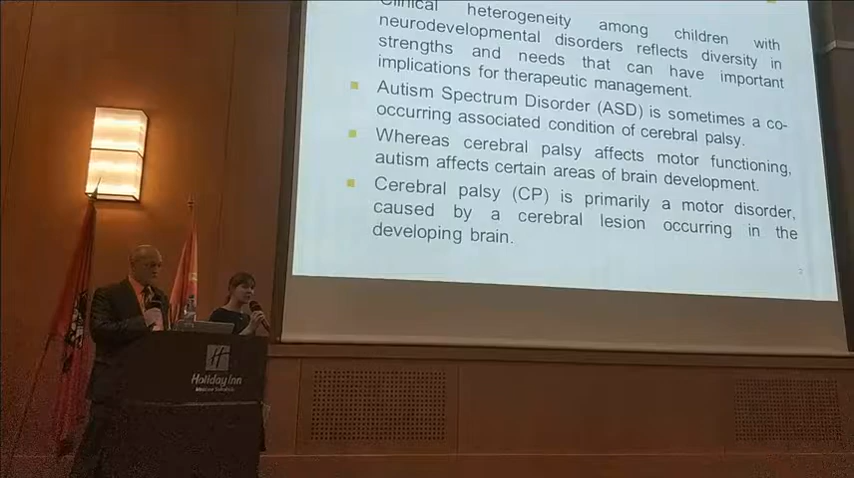 Clinical heterogeneity among children with
neurodevelopmental disorders reflects diversity in
strengths and needs that can have important
implications for therapeutic management.
Autism Spectrum Disorder (ASD) is sometimes a co-
occurring associated condition of cerebral palsy.
Whereas cerebral palsy affects motor functioning,
autism affects certain areas of brain development.
Cerebral palsy (CP) is primarily a motor disorder,
caused by a cerebral lesion occurring in the
developing brain.
H
Holiday Inn